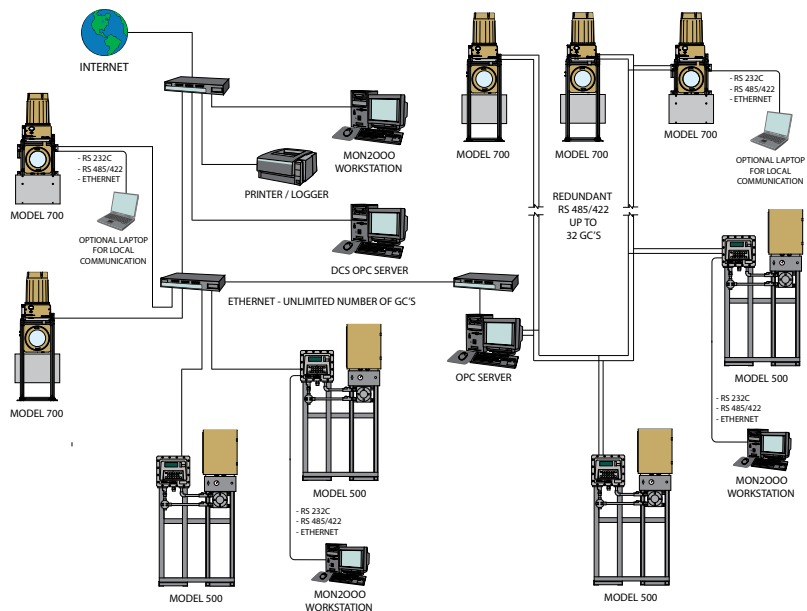 INTERNET
MON2000
WORKSTATION
PRINTER / LOGGER
DCS OPC SERVER
- RS 232C
- RS 485/422
- ETHERNET
MODEL 700
OPTIONAL LAPTOP
FOR LOCAL
COMMUNICATION
MODEL 700
ETHERNET - UNLIMITED NUMBER OF GC'S
OPC SERVER
MODEL 500
- RS 232C
- RS 485/422
- ETHERNET
MON2000
WORKSTATION
MODEL 500
MODEL 700
MODEL 700
MODEL 700
- RS 232C
- RS 485/422
- ETHERNET
OPTIONAL LAPTOP
FOR LOCAL
COMMUNICATION
REDUNDANT
RS 485/422
UP TO
32 GC'S
MODEL 500
- RS 232C
- RS 485/422
- ETHERNET
MON2000
WORKSTATION
MODEL 500